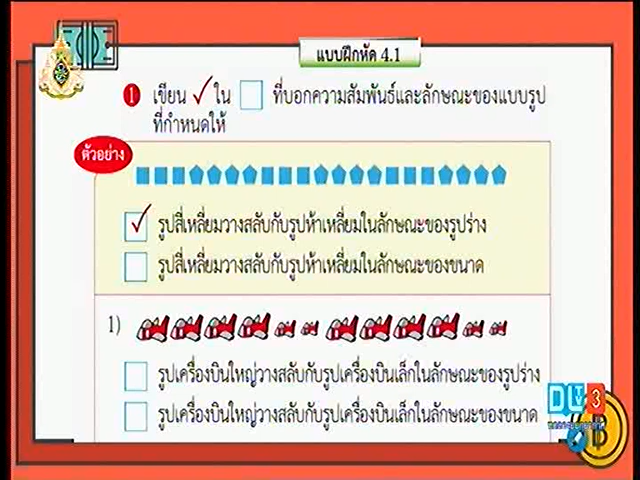 แบบฝึกหัด 4.1
1 เขียน ✓ ใน ที่บอกความสัมพันธ์และลักษณะของแบบรูป
ที่กำหนดให้
ตัวอย่าง
✓ รูปสี่เหลี่ยมวางสลับกับรูปห้าเหลี่ยมในลักษณะของรูปร่าง
รูปสี่เหลี่ยมวางสลับกับรูปห้าเหลี่ยมในลักษณะของขนาด
1)
รูปเครื่องบินใหญ่วางสลับกับรูปเครื่องบินเล็กในลักษณะของรูปร่าง
รูปเครื่องบินใหญ่วางสลับกับรูปเครื่องบินเล็กในลักษณะของขนาด
DLTV 3
฿